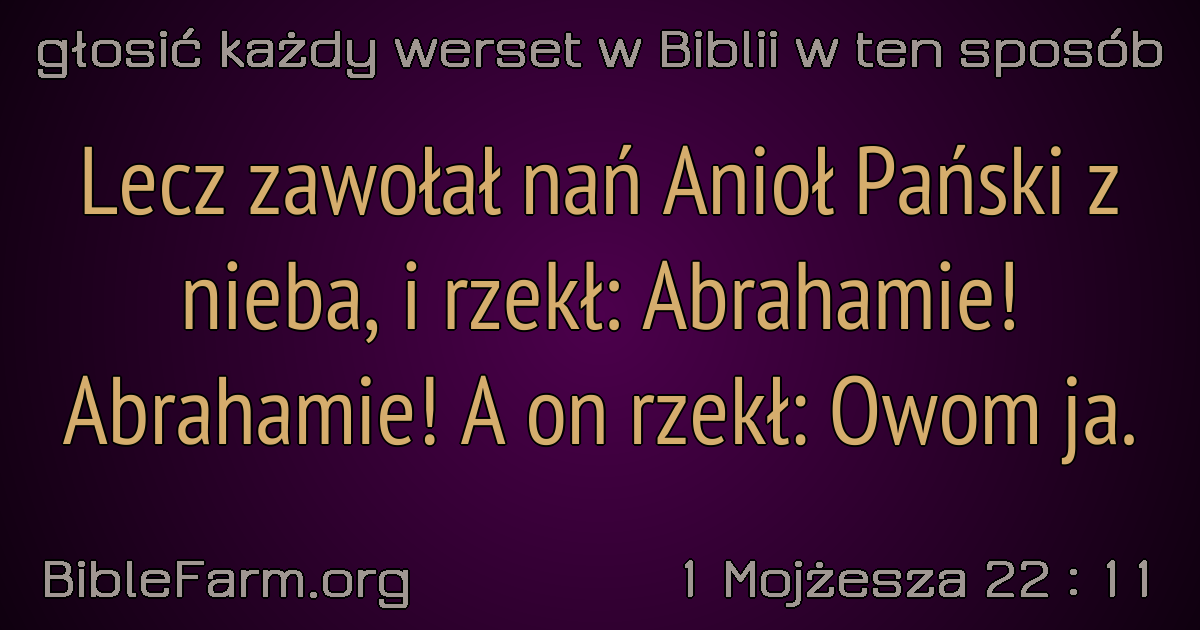 głosić każdy werset w Biblii w ten sposób
Lecz zawołał nań Anioł Pański z
nieba, i rzekł: Abrahamie!
Abrahamie! A on rzekł: Owom ja.
BibleFarm.org
1 Mojżesza 22 : 11